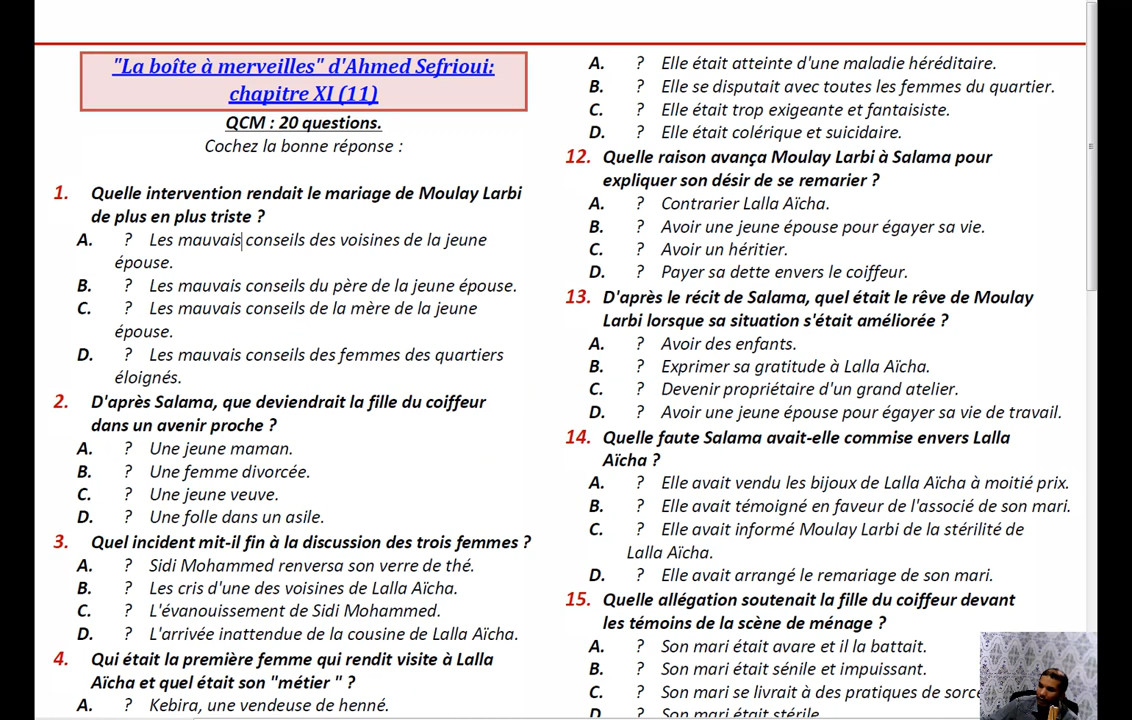 "La boîte à merveilles" d'Ahmed Sefrioui:
chapitre XI (11)
QCM : 20 questions.
Cochez la bonne réponse :
1. Quelle intervention rendait le mariage de Moulay Larbi
de plus en plus triste ?
A. ? Les mauvais conseils des voisines de la jeune
épouse.
B. ? Les mauvais conseils du père de la jeune épouse.
C. ? Les mauvais conseils de la mère de la jeune
épouse.
D. ? Les mauvais conseils des femmes des quartiers
éloignés.
2. D'après Salama, que deviendrait la fille du coiffeur
dans un avenir proche ?
A. ? Une jeune maman.
B. ? Une femme divorcée.
C. ? Une jeune veuve.
D. ? Une folle dans un asile.
3. Quel incident mit-il fin à la discussion des trois femmes ?
A. ? Sidi Mohammed renversa son verre de thé.
B. ? Les cris d'une des voisines de Lalla Aïcha.
C. ? L'évanouissement de Sidi Mohammed.
D. ? L'arrivée inattendue de la cousine de Lalla Aïcha.
4. Qui était la première femme qui rendit visite à Lalla
Aïcha et quel était son "métier " ?
A. ? Kebira, une vendeuse de henné.
A. ? Elle était atteinte d'une maladie héréditaire.
B. ? Elle se disputait avec toutes les femmes du quartier.
C. ? Elle était trop exigeante et fantaisiste.
D. ? Elle était colérique et suicidaire.
12. Quelle raison avança Moulay Larbi à Salama pour
expliquer son désir de se remarier ?
A. ? Contrarier Lalla Aïcha.
B. ? Avoir une jeune épouse pour égayer sa vie.
C. ? Avoir un héritier.
D. ? Payer sa dette envers le coiffeur.
13. D'après le récit de Salama, quel était le rêve de Moulay
Larbi lorsque sa situation s'était améliorée ?
A. ? Avoir des enfants.
B. ? Exprimer sa gratitude à Lalla Aïcha.
C. ? Devenir propriétaire d'un grand atelier.
D. ? Avoir une jeune épouse pour égayer sa vie de travail.
14. Quelle faute Salama avait-elle commise envers Lalla
Aïcha ?
A. ? Elle avait vendu les bijoux de Lalla Aïcha à moitié prix.
B. ? Elle avait témoigné en faveur de l'associé de son mari.
C. ? Elle avait informé Moulay Larbi de la stérilité de
Lalla Aïcha.
D. ? Elle avait arrangé le remariage de son mari.
15. Quelle allégation soutenait la fille du coiffeur devant
les témoins de la scène de ménage ?
A. ? Son mari était avare et il la battait.
B. ? Son mari était sénile et impuissant.
C. ? Son mari se livrait à des pratiques de
D ? Son mari était stérile